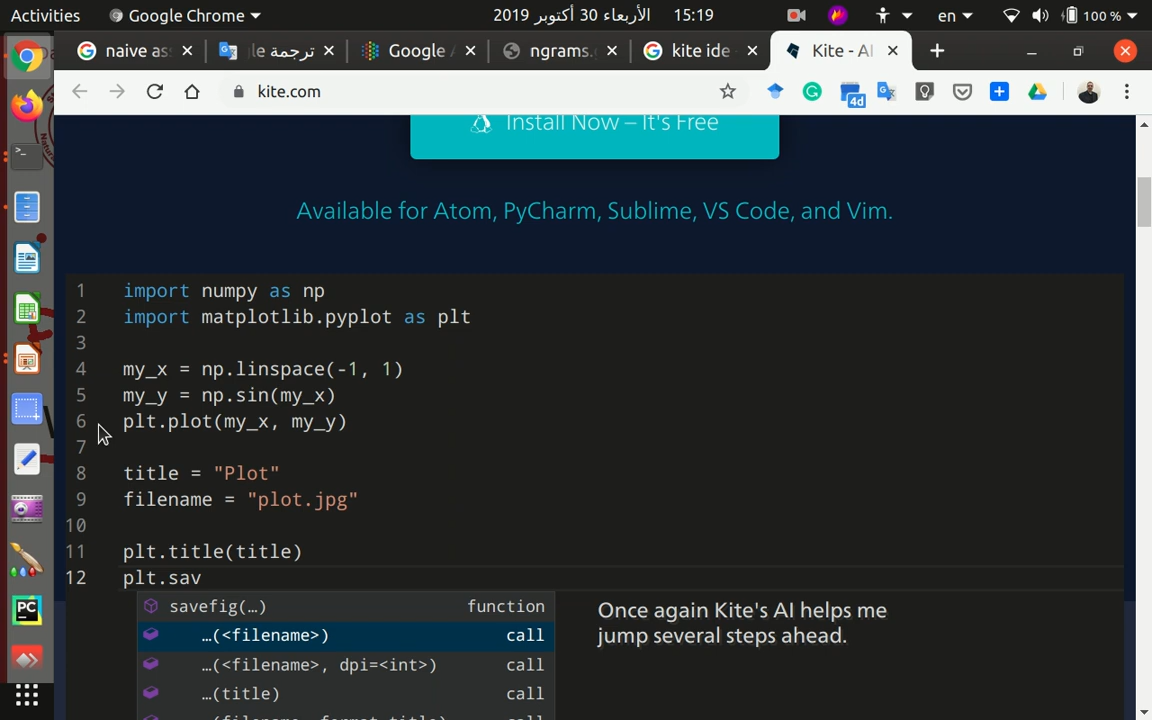 Activities Google Chrome الأربعاء 30 أكتوبر 2019 15:19 en 100 %
naive as Google ترجمة Google ngrams. kite ide Kite - AI
kite.com 4d
Install Now – It's Free
Available for Atom, PyCharm, Sublime, VS Code, and Vim.
1 import numpy as np
2 import matplotlib.pyplot as plt
3
4 my_x = np.linspace(-1, 1)
5 my_y = np.sin(my_x)
6 plt.plot(my_x, my_y)
7
8 title = "Plot"
9 filename = "plot.jpg"
10
11 plt.title(title)
12 plt.sav
savefig(…) function
…(<filename>) call
…(<filename>, dpi=<int>) call
…(title) call
Once again Kite's AI helps me
jump several steps ahead.
PC